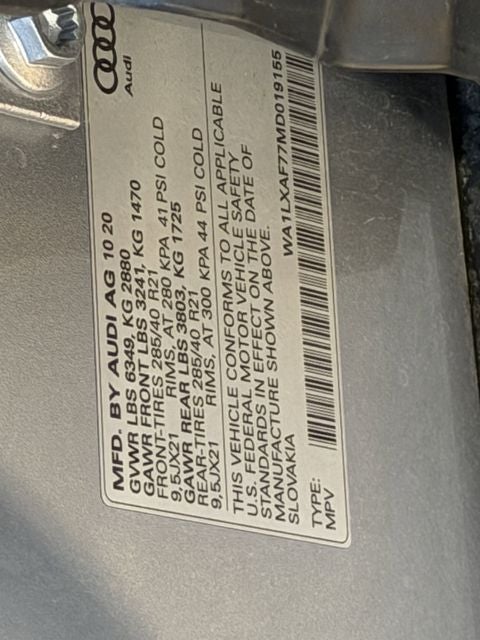 Audi
MFD. BY AUDI AG 10 20
GVWR LBS 6349, KG 2880
GAWR FRONT LBS 3241, KG 1470
FRONT-TIRES 285/40 R21
9,5JX21 RIMS, AT 280 KPA 41 PSI COLD
GAWR REAR LBS 3803, KG 1725
REAR-TIRES 285/40 R21
9,5JX21 RIMS, AT 300 KPA 44 PSI COLD
THIS VEHICLE CONFORMS TO ALL APPLICABLE
U.S. FEDERAL MOTOR VEHICLE SAFETY
STANDARDS IN EFFECT ON THE DATE OF
MANUFACTURE SHOWN ABOVE.
SLOVAKIA
WA1LXAF77MD019155
TYPE:
MPV